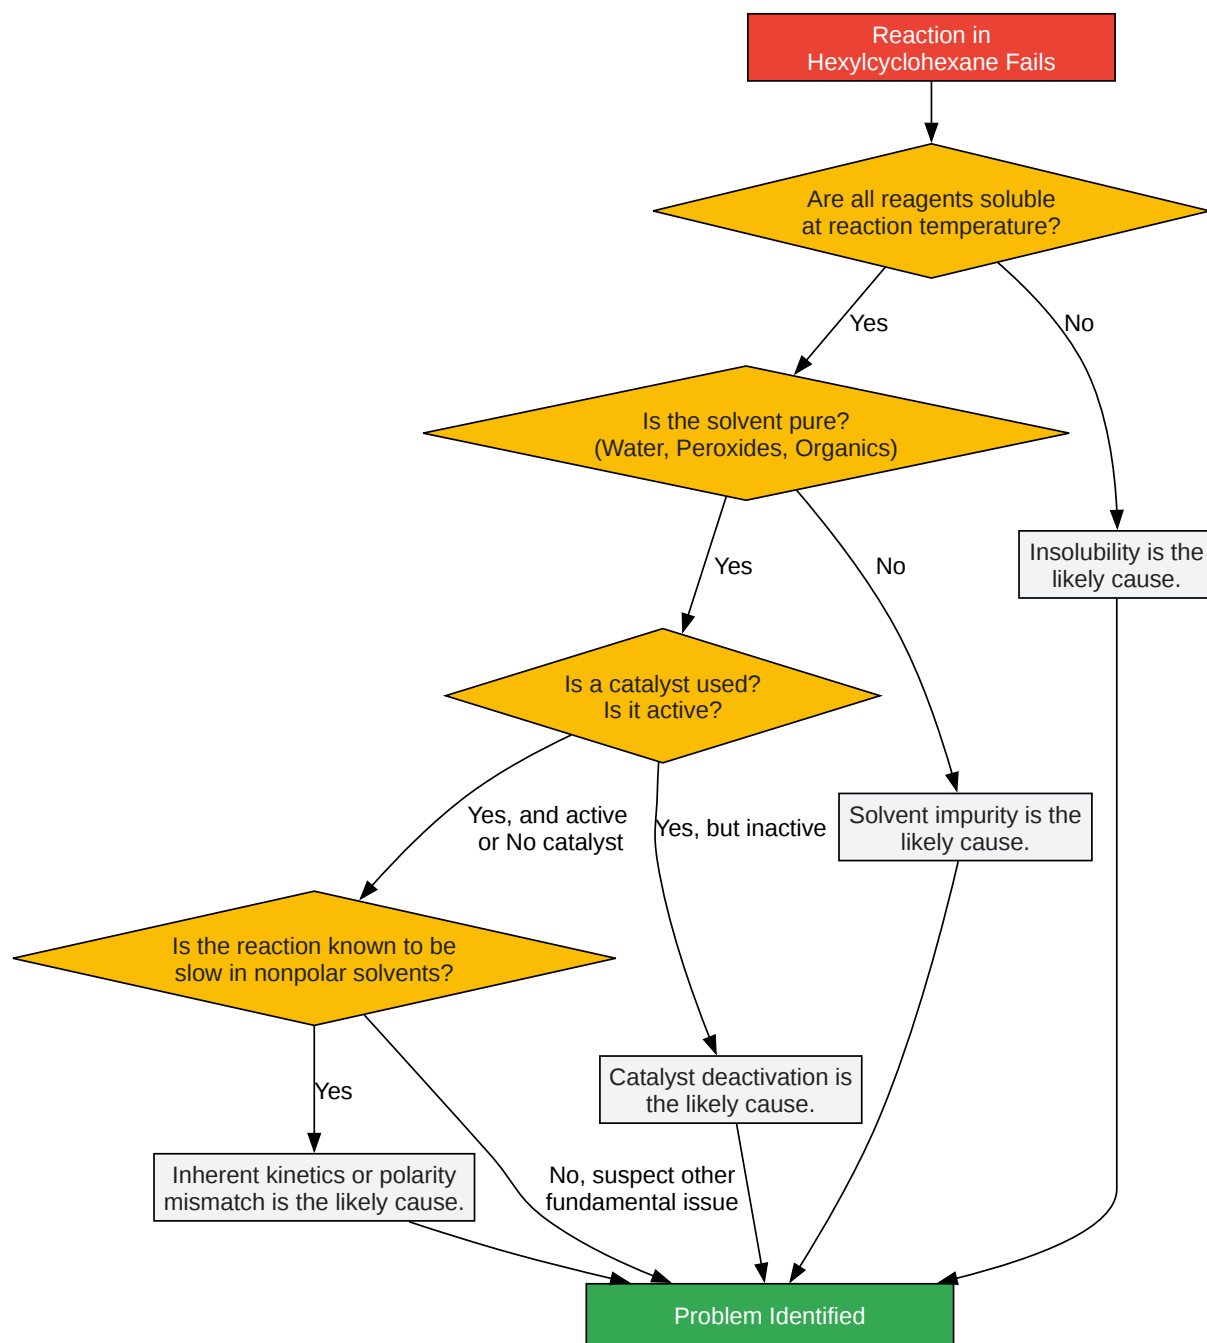 Reaction in
Hexylcyclohexane Fails
Are all reagents soluble
at reaction temperature?
Yes
No
Is the solvent pure?
(Water, Peroxides, Organics)
Insolubility is the
likely cause.
Yes
No
Is a catalyst used?
Is it active?
Yes, and active
or No catalyst
Yes, but inactive
Solvent impurity is the
likely cause.
Is the reaction known to be
slow in nonpolar solvents?
Catalyst deactivation is
the likely cause.
Yes
Inherent kinetics or polarity
mismatch is the likely cause.
No, suspect other
fundamental issue
Problem Identified